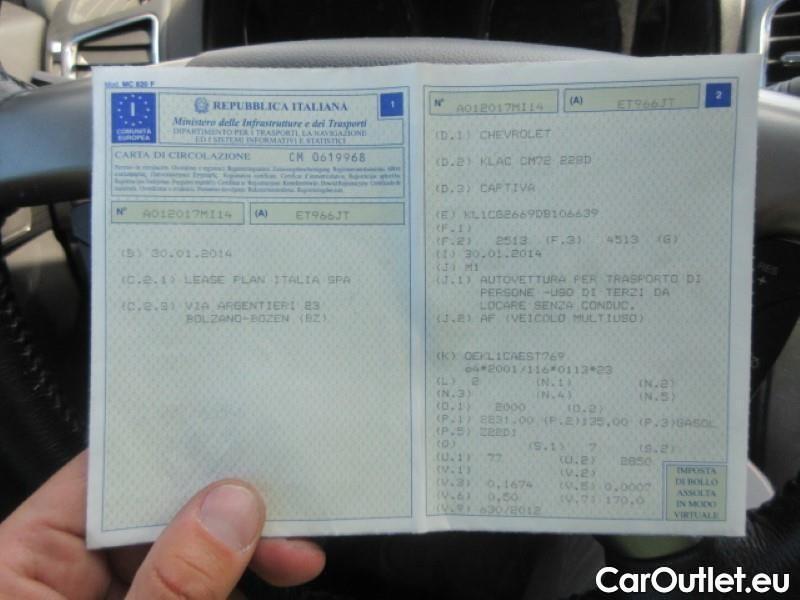 Mod. MC 820 F
I
COMUNITÀ
EUROPEA
REPUBBLICA ITALIANA
1
Ministero delle Infrastrutture e dei Trasporti
DIPARTIMENTO PER I TRASPORTI, LA NAVIGAZIONE
ED I SISTEMI INFORMATIVI E STATISTICI
CARTA DI CIRCOLAZIONE CM 0619968
N° A012017MI14 (A) ET966JT
(B) 30.01.2014
(C.2.1) LEASE PLAN ITALIA SPA
(C.2.3) VIA ARGENTIERI 23
BOLZANO-BOZEN (BZ)
N° A012017MI14 (A) ET966JT 2
(D.1) CHEVROLET
(D.2) KLAC CM72 228D
(D.3) CAPTIVA
(E) KL1CG2669DB106639
(F.1)
(F.2) 2513 (F.3) 4513 (G)
(I) 30.01.2014
(J) M1
(J.1) AUTOVETTURA PER TRASPORTO DI
PERSONE -USO DI TERZI DA
LOCARE SENZA CONDUC.
(J.2) AF (VEICOLO MULTIUSO)
(K) OEKL1CAEST769
e4*2001/116*0113*23
(L) 2 (N.1) (N.2)
(N.3) (N.4) (N.5)
(O.1) 2000 (O.2)
(P.1) 2231,00 (P.2)135,00 (P.3)GASOL
(P.5) Z22D1
(Q) (S.1) 7 (S.2)
(U.1) 77 (U.2) 2850
(V.1) (V.2)
(V.3) 0,1674 (V.5) 0,0007
(V.6) 0,50 (V.7) 170,0
(V.9) 630/2012
IMPOSTA
DI BOLLO
ASSOLTA
IN MODO
VIRTUALE
RES
CarOutlet.eu